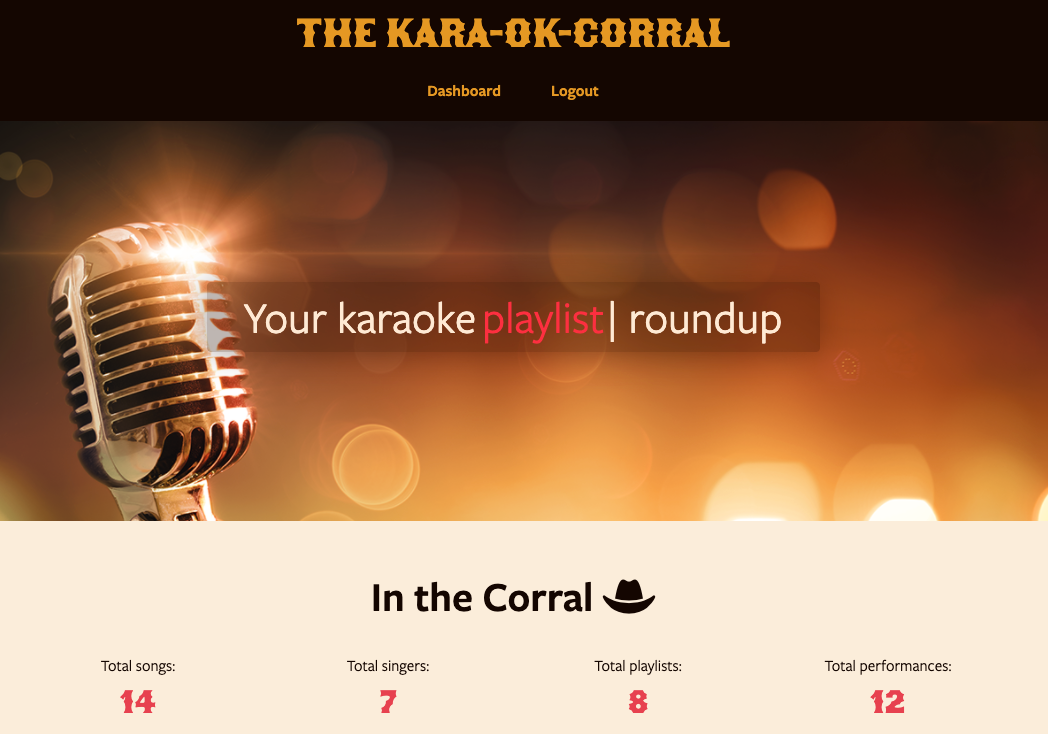 THE KARA-OK-CORRAL
Dashboard Logout
Your karaoke playlist| roundup
In the Corral
Total songs: Total singers: Total playlists: Total performances:
14 7 8 12